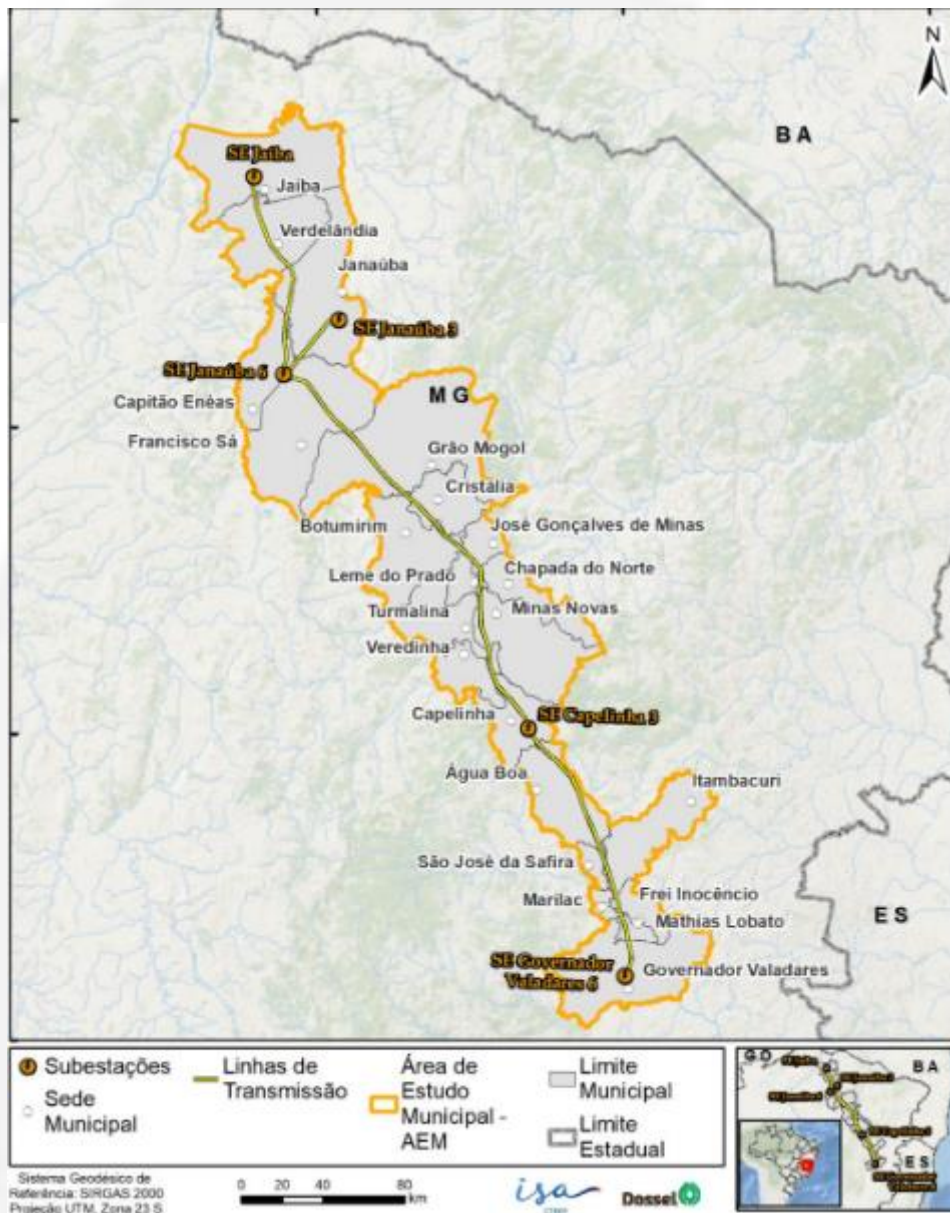 N
BA
SE Jaíba
Jaíba
Verdelândia
Janaúba
SE Janaúba 3
SE Janaúba 6
MG
Capitão Enéas
Francisco Sá
Grão Mogol
Cristália
Botumirim
José Gonçalves de Minas
Leme do Prado
Chapada do Norte
Turmalina
Minas Novas
Veredinha
Capelinha
SE Capelinha 3
Água Boa
Itambacuri
São José da Safira
Marilac
Frei Inocêncio
Mathias Lobato
ES
SE Governador
Valadares 6
Governador Valadares
Subestações
Sede
Municipal
Linhas de
Transmissão
Área de
Estudo
Municipal -
AEM
Limite
Municipal
Limite
Estadual
GO
BA
ES
Sistema Geodésico de
Referência: SIRGAS 2000
Projeção UTM, Zona 23 S
0 20 40 80
km
isa
Dossel